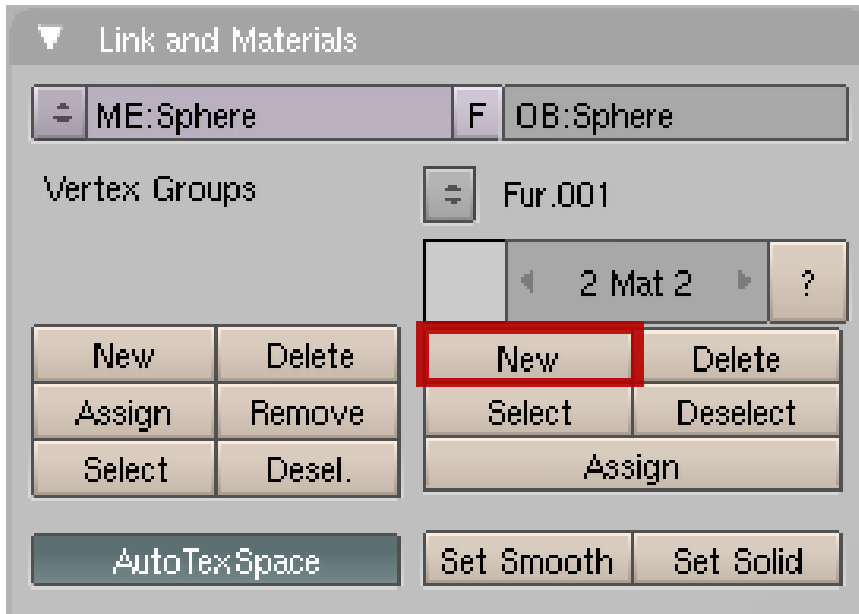 Link and Materials
ME:Sphere F OB:Sphere
Vertex Groups Fur.001
2 Mat 2 ?
New Delete New Delete
Assign Remove Select Deselect
Select Desel. Assign
AutoTexSpace Set Smooth Set Solid